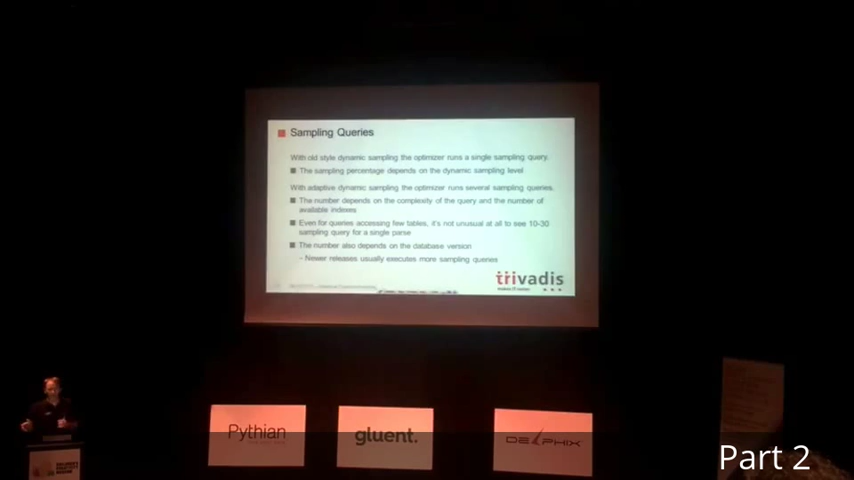 Sampling Queries
With old style dynamic sampling the optimizer runs a single sampling query.
The sampling percentage depends on the dynamic sampling level
With adaptive dynamic sampling the optimizer runs several sampling queries.
The number depends on the complexity of the query and the number of
available indexes
Even for queries accessing few tables, it's not unusual at all to see 10-30
sampling query for a single parse
The number also depends on the database version
- Newer releases usually executes more sampling queries
trivadis
Pythian
gluent.
DELPHIX
Part 2